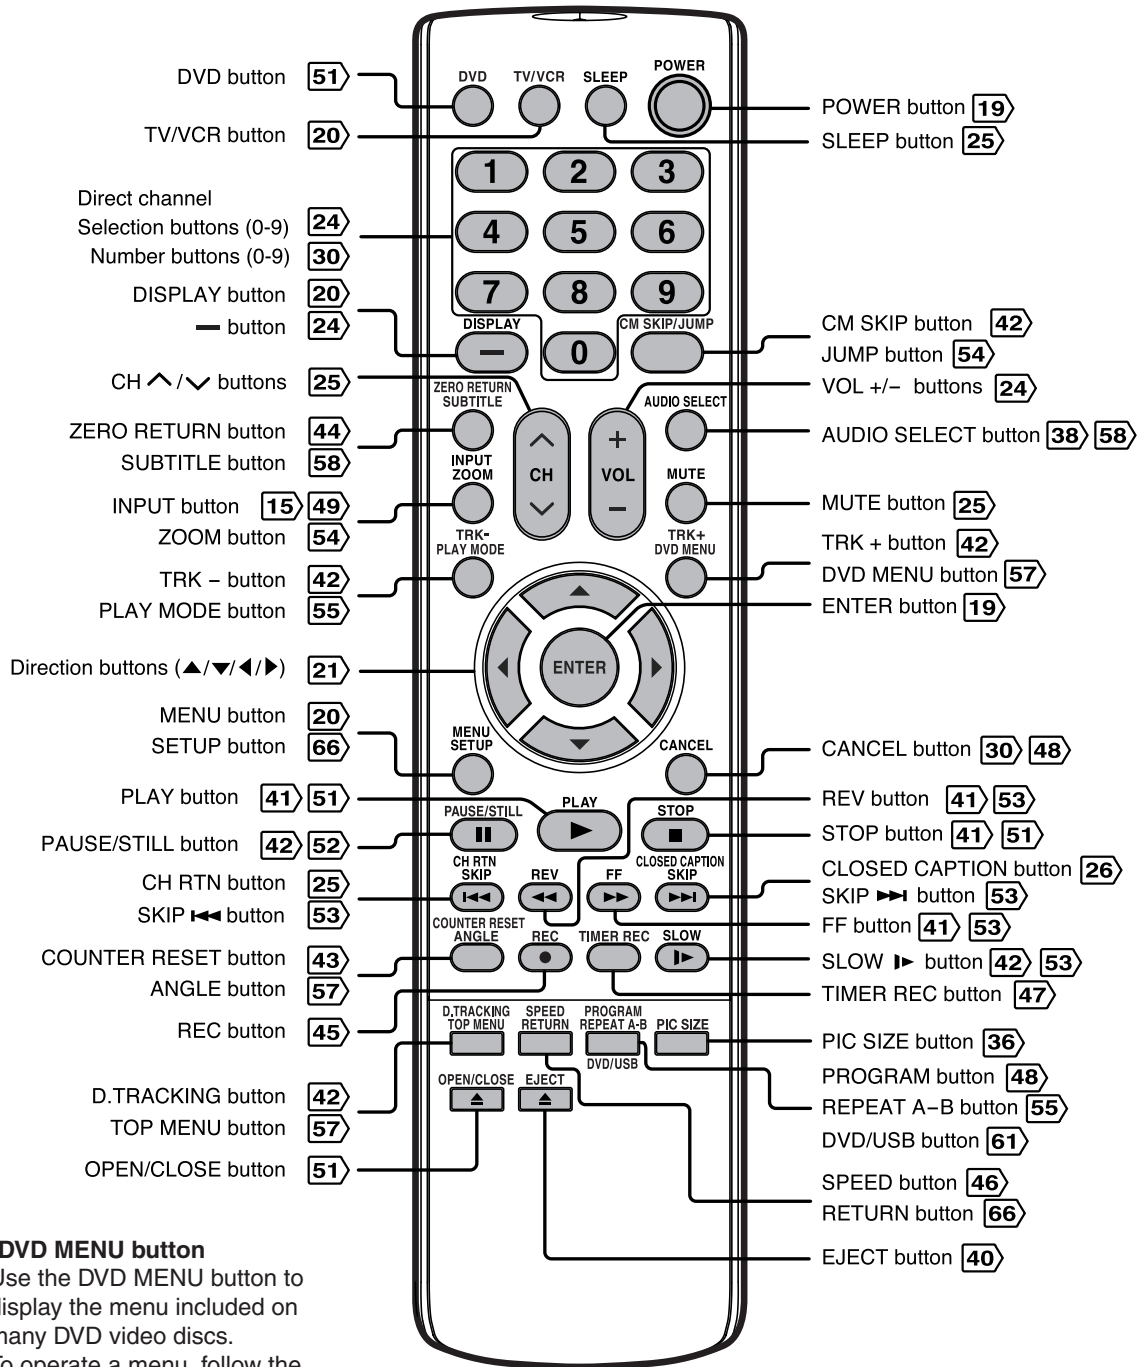 DVD button 51
TV/VCR button 20
Direct channel
Selection buttons (0-9) 24
Number buttons (0-9) 30
DISPLAY button 20
— button 24
CH ∧/∨ buttons 25
ZERO RETURN button 44
SUBTITLE button 58
INPUT button 15 49
ZOOM button 54
TRK − button 42
PLAY MODE button 55
Direction buttons (▲/▼/◀/▶) 21
MENU button 20
SETUP button 66
PLAY button 41 51
PAUSE/STILL button 42 52
CH RTN button 25
SKIP ⏮ button 53
COUNTER RESET button 43
ANGLE button 57
REC button 45
D.TRACKING button 42
TOP MENU button 57
OPEN/CLOSE button 51
DVD TV/VCR SLEEP POWER
1 2 3
4 5 6
7 8 9
DISPLAY CM SKIP/JUMP
— 0
ZERO RETURN
SUBTITLE AUDIO SELECT
∧ +
INPUT
ZOOM CH VOL MUTE
∨ −
TRK- TRK+
PLAY MODE DVD MENU
▲
◀ ENTER ▶
▼
MENU
SETUP CANCEL
PAUSE/STILL PLAY STOP
CH RTN CLOSED CAPTION
SKIP REV FF SKIP
COUNTER RESET
ANGLE REC TIMER REC SLOW
D.TRACKING SPEED PROGRAM
TOP MENU RETURN REPEAT A-B PIC SIZE
DVD/USB
OPEN/CLOSE EJECT
POWER button 19
SLEEP button 25
CM SKIP button 42
JUMP button 54
VOL +/− buttons 24
AUDIO SELECT button 38 58
MUTE button 25
TRK + button 42
DVD MENU button 57
ENTER button 19
CANCEL button 30 48
REV button 41 53
STOP button 41 51
CLOSED CAPTION button 26
SKIP ⏭ button 53
FF button 41 53
SLOW I▶ button 42 53
TIMER REC button 47
PIC SIZE button 36
PROGRAM button 48
REPEAT A−B button 55
DVD/USB button 61
SPEED button 46
RETURN button 66
EJECT button 40
DVD MENU button
Use the DVD MENU button to
display the menu included on
many DVD video discs.
To operate a menu, follow the